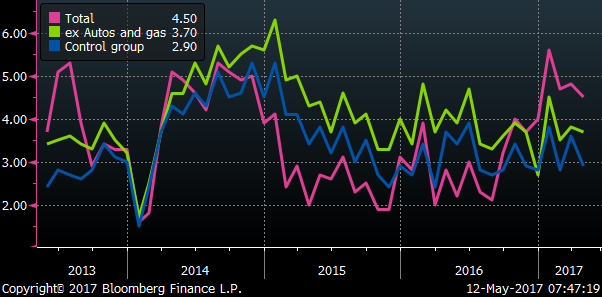 Total 4.50
ex Autos and gas 3.70
Control group 2.90
6.00
5.00
4.00
3.00
2.00
2013 2014 2015 2016 2017
Copyright© 2017 Bloomberg Finance L.P. 12-May-2017 07:47:19